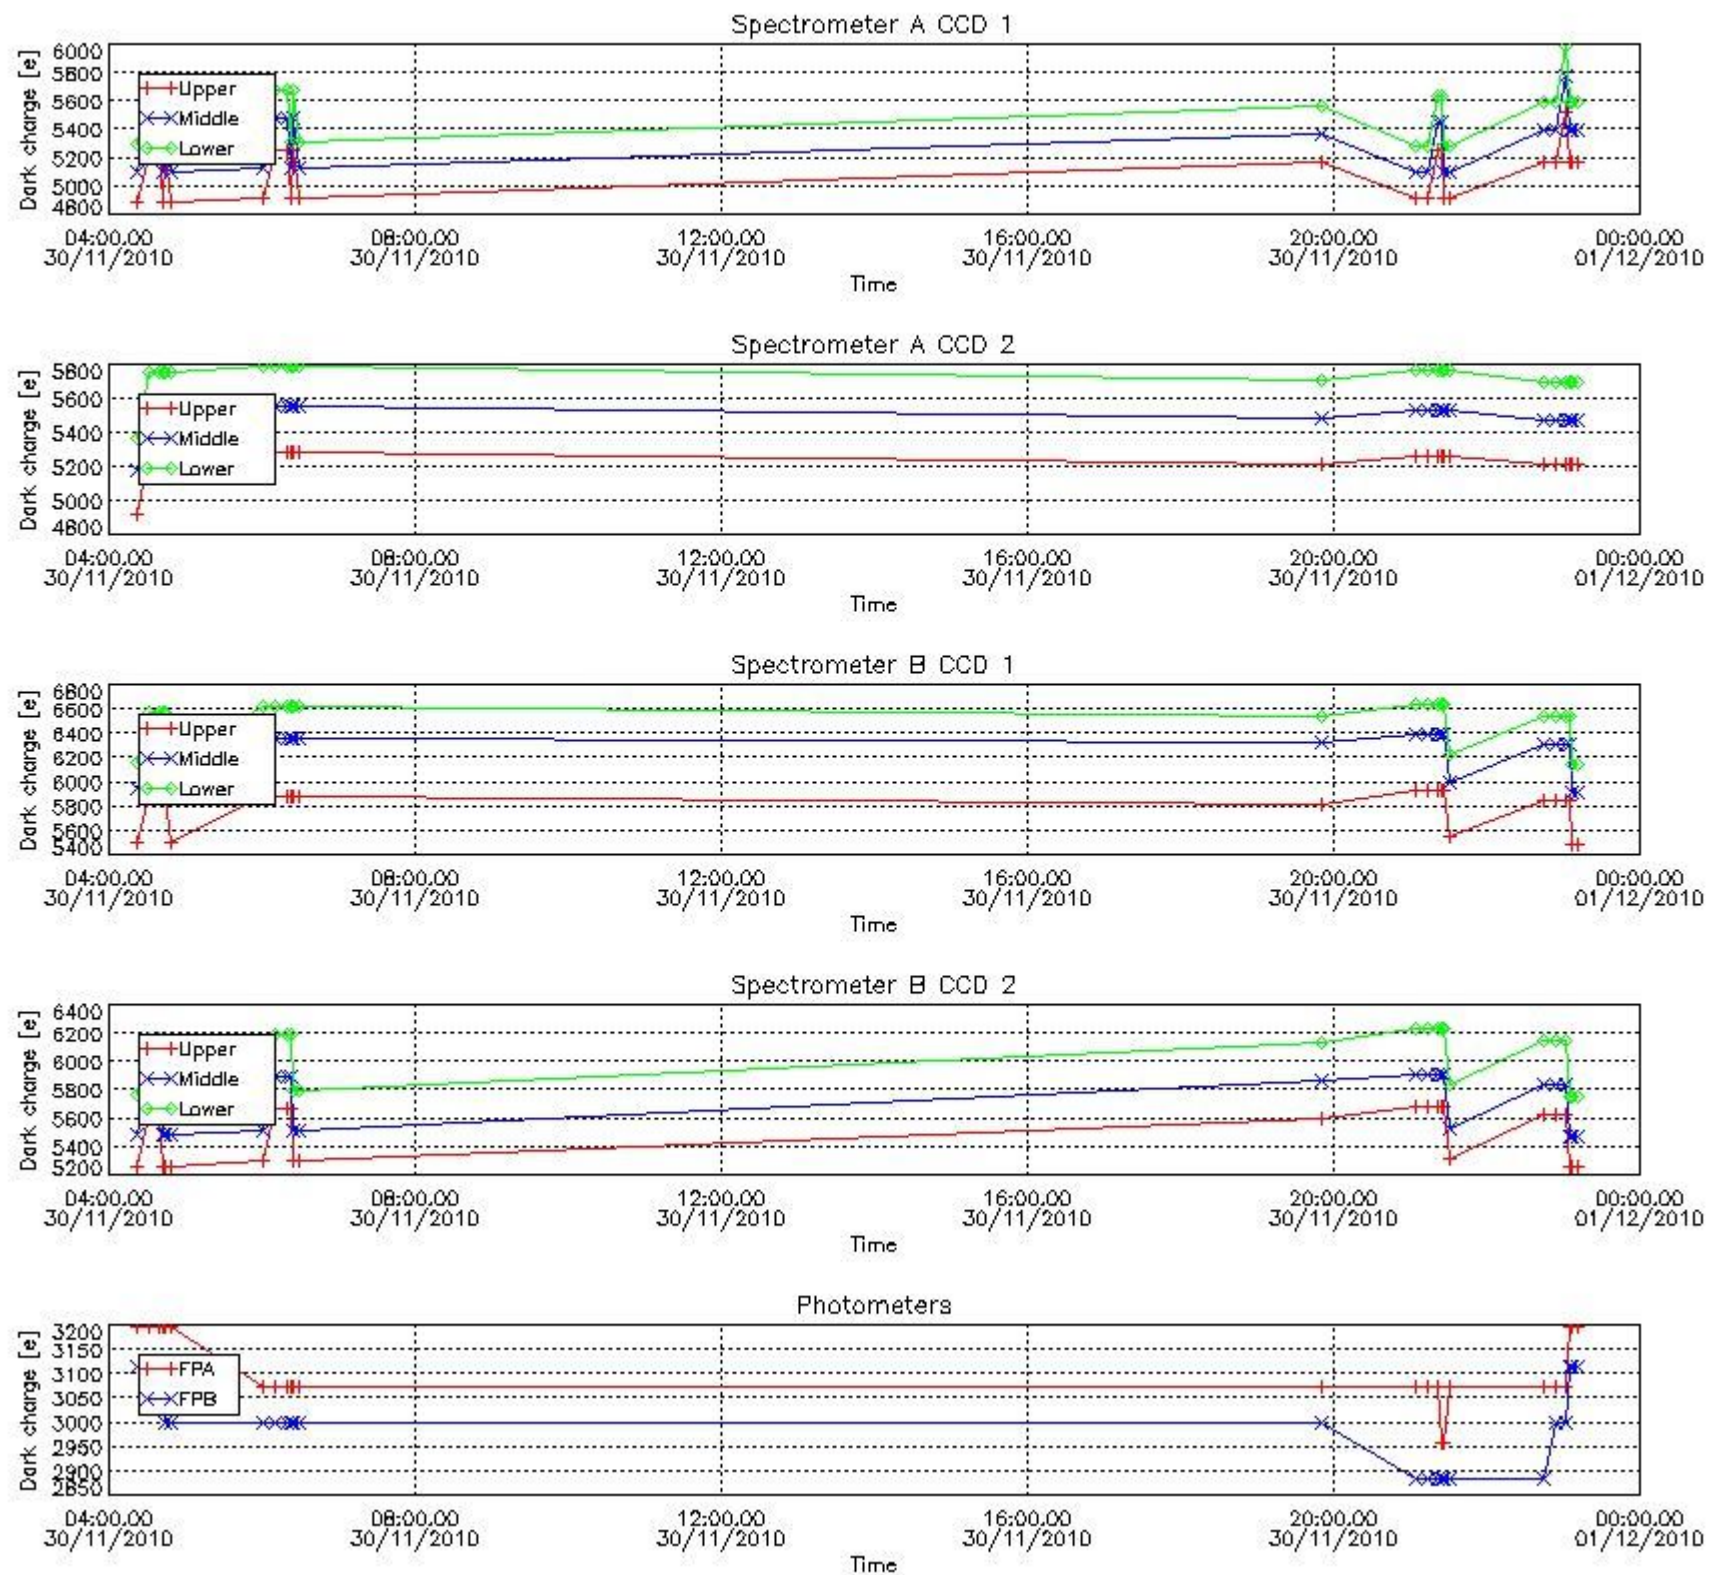 Spectrometer A CCD 1
Dark charge [e]
6000
5800
5600
5400
5200
5000
4800
Upper
Middle
Lower
04:00.00 08:00.00 12:00.00 16:00.00 20:00.00 00:00.00
30/11/2010 30/11/2010 30/11/2010 30/11/2010 30/11/2010 01/12/2010
Time
Spectrometer A CCD 2
Dark charge [e]
5800
5600
5400
5200
5000
4800
Upper
Middle
Lower
04:00.00 08:00.00 12:00.00 16:00.00 20:00.00 00:00.00
30/11/2010 30/11/2010 30/11/2010 30/11/2010 30/11/2010 01/12/2010
Time
Spectrometer B CCD 1
Dark charge [e]
6800
6600
6400
6200
6000
5800
5600
5400
Upper
Middle
Lower
04:00.00 08:00.00 12:00.00 16:00.00 20:00.00 00:00.00
30/11/2010 30/11/2010 30/11/2010 30/11/2010 30/11/2010 01/12/2010
Time
Spectrometer B CCD 2
Dark charge [e]
6400
6200
6000
5800
5600
5400
5200
Upper
Middle
Lower
04:00.00 08:00.00 12:00.00 16:00.00 20:00.00 00:00.00
30/11/2010 30/11/2010 30/11/2010 30/11/2010 30/11/2010 01/12/2010
Time
Photometers
Dark charge [e]
3200
3150
3100
3050
3000
2950
2900
2850
FPA
FPB
04:00.00 08:00.00 12:00.00 16:00.00 20:00.00 00:00.00
30/11/2010 30/11/2010 30/11/2010 30/11/2010 30/11/2010 01/12/2010
Time